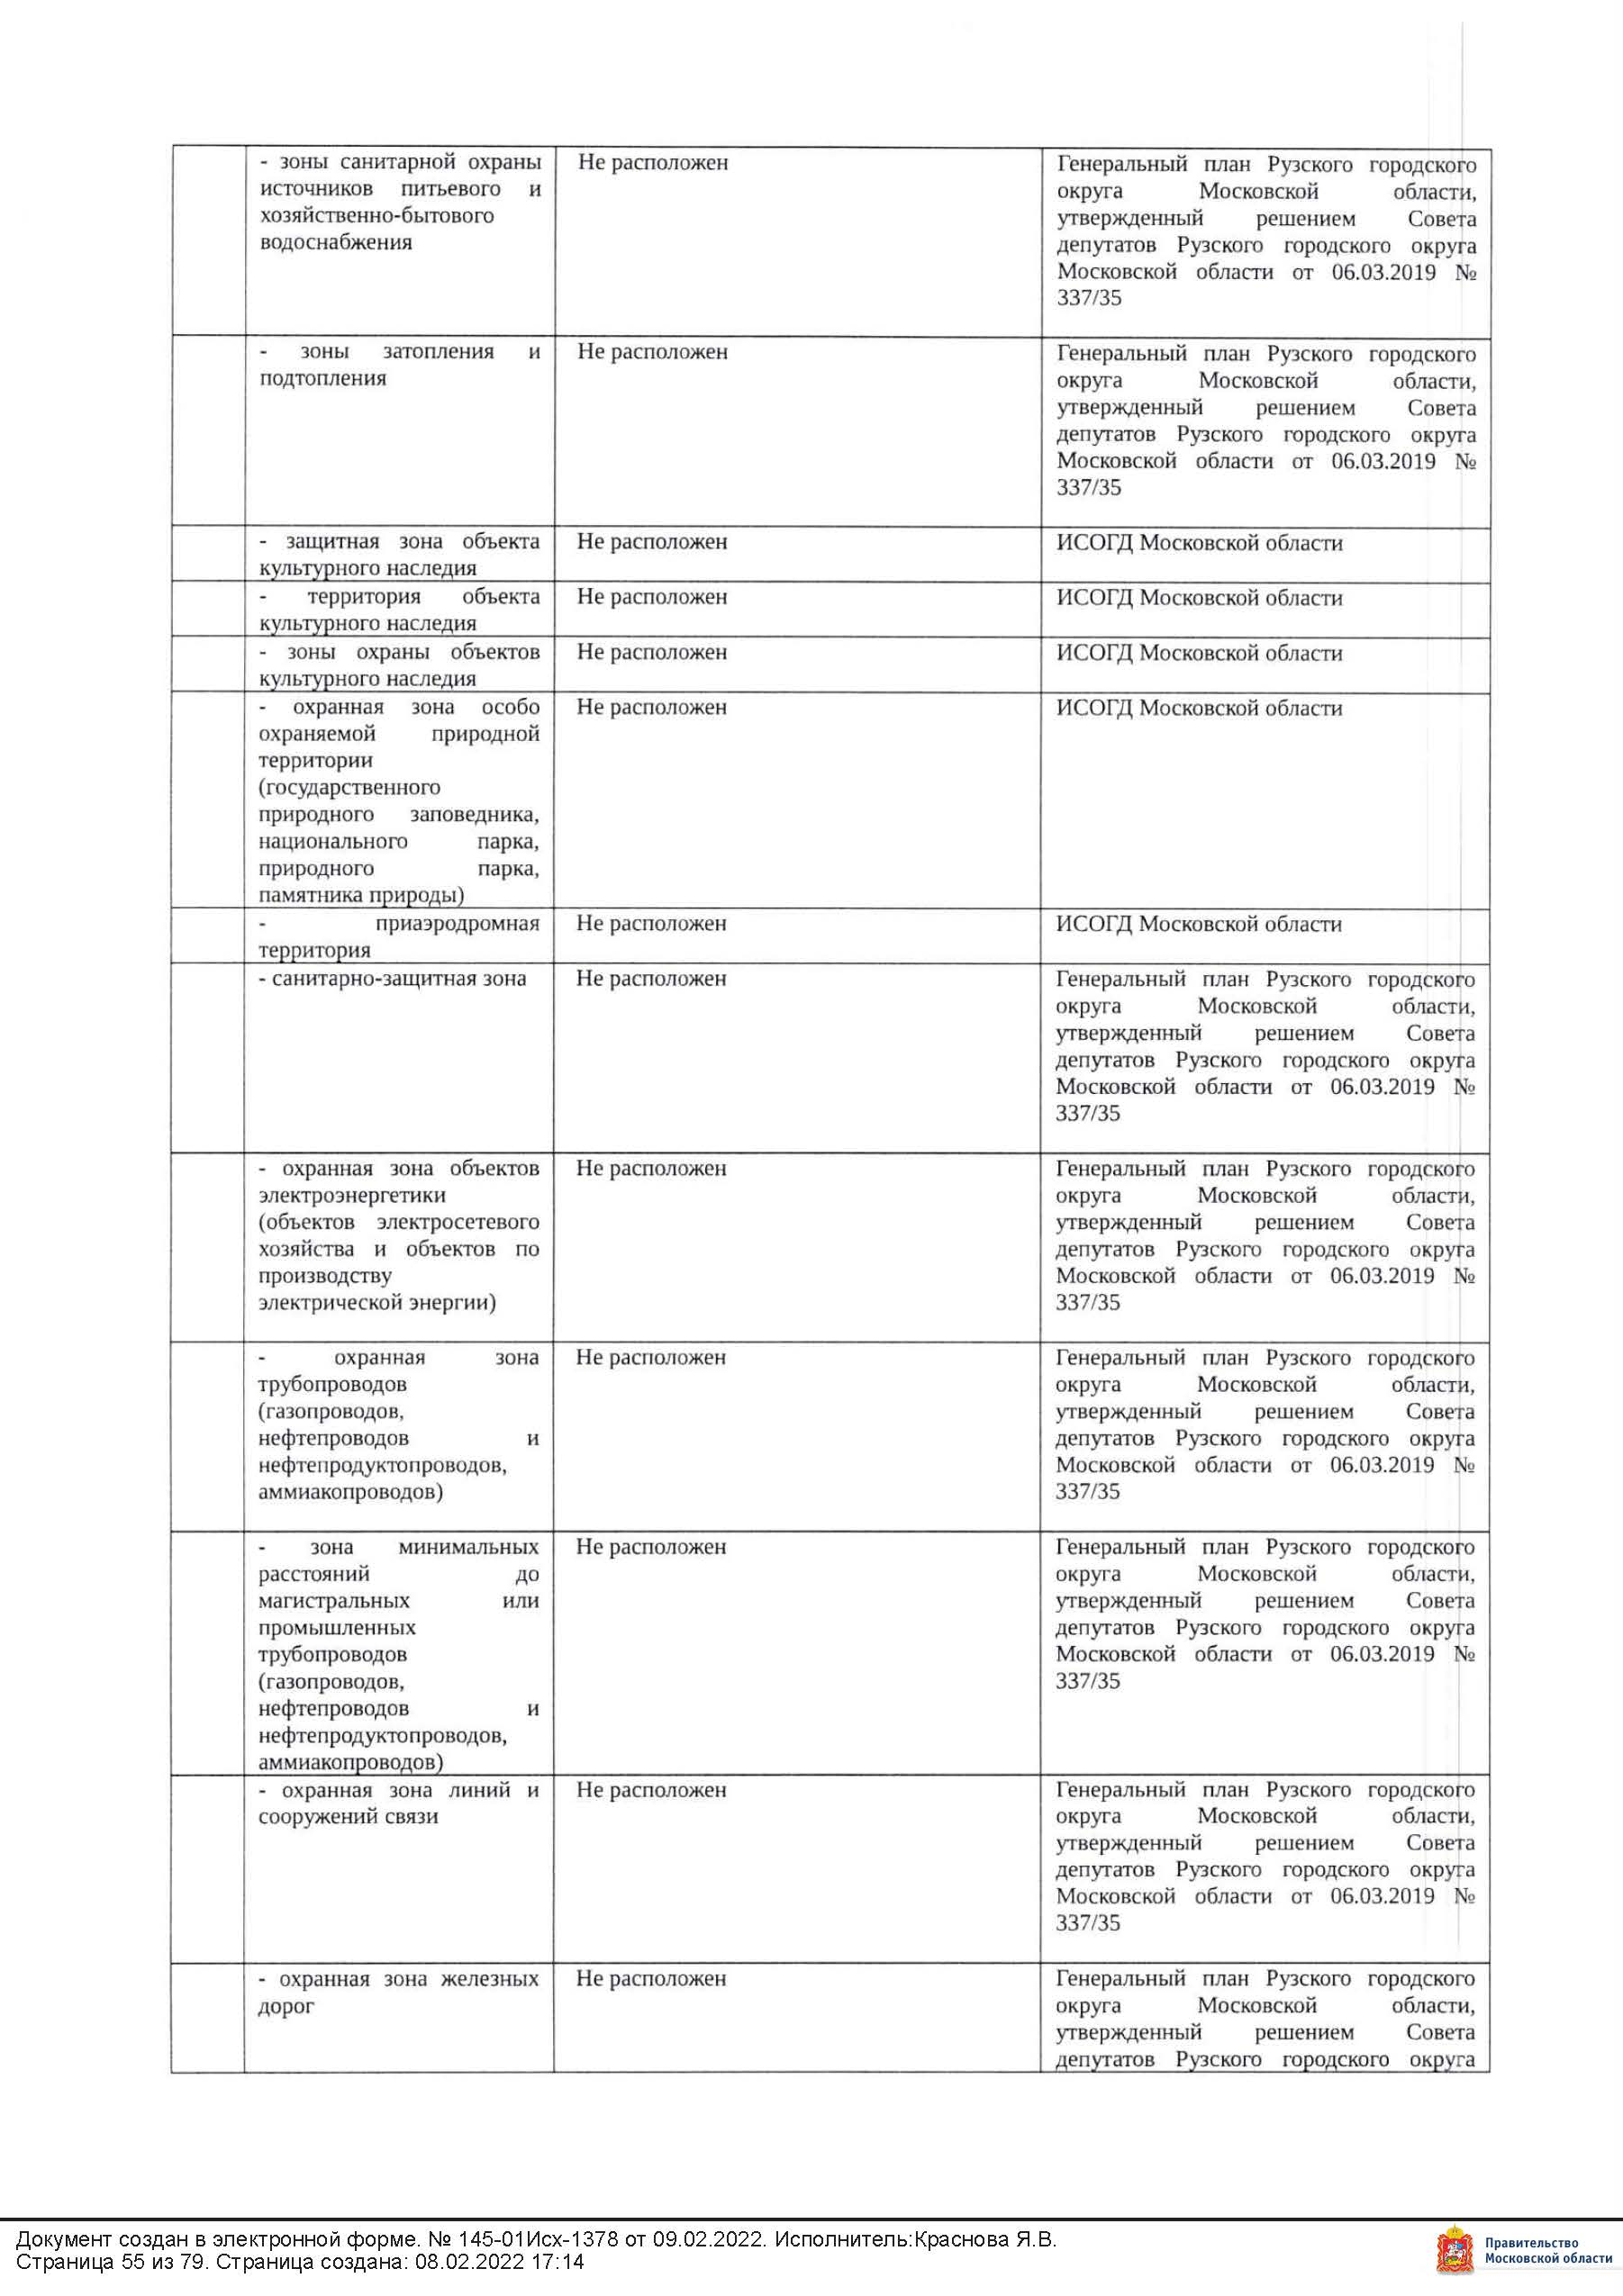 - зоны санитарной охраны
источников питьевого и
хозяйственно-бытового
водоснабжения
Не расположен
Генеральный план Рузского городского
округа Московской области,
утвержденный решением Совета
депутатов Рузского городского округа
Московской области от 06.03.2019 №
337/35
- зоны затопления и
подтопления
Не расположен
Генеральный план Рузского городского
округа Московской области,
утвержденный решением Совета
депутатов Рузского городского округа
Московской области от 06.03.2019 №
337/35
- защитная зона объекта
культурного наследия
Не расположен
ИСОГД Московской области
- территория объекта
культурного наследия
Не расположен
ИСОГД Московской области
- зоны охраны объектов
культурного наследия
Не расположен
ИСОГД Московской области
- охранная зона особо
охраняемой природной
территории
(государственного
природного заповедника,
национального парка,
природного парка,
памятника природы)
Не расположен
ИСОГД Московской области
- приаэродромная
территория
Не расположен
ИСОГД Московской области
- санитарно-защитная зона
Не расположен
Генеральный план Рузского городского
округа Московской области,
утвержденный решением Совета
депутатов Рузского городского округа
Московской области от 06.03.2019 №
337/35
- охранная зона объектов
электроэнергетики
(объектов электросетевого
хозяйства и объектов по
производству
электрической энергии)
Не расположен
Генеральный план Рузского городского
округа Московской области,
утвержденный решением Совета
депутатов Рузского городского округа
Московской области от 06.03.2019 №
337/35
- охранная зона
трубопроводов
(газопроводов,
нефтепроводов и
нефтепродуктопроводов,
аммиакопроводов)
Не расположен
Генеральный план Рузского городского
округа Московской области,
утвержденный решением Совета
депутатов Рузского городского округа
Московской области от 06.03.2019 №
337/35
- зона минимальных
расстояний до
магистральных или
промышленных
трубопроводов
(газопроводов,
нефтепроводов и
нефтепродуктопроводов,
аммиакопроводов)
Не расположен
Генеральный план Рузского городского
округа Московской области,
утвержденный решением Совета
депутатов Рузского городского округа
Московской области от 06.03.2019 №
337/35
- охранная зона линий и
сооружений связи
Не расположен
Генеральный план Рузского городского
округа Московской области,
утвержденный решением Совета
депутатов Рузского городского округа
Московской области от 06.03.2019 №
337/35
- охранная зона железных
дорог
Не расположен
Генеральный план Рузского городского
округа Московской области,
утвержденный решением Совета
депутатов Рузского городского округа
Документ создан в электронной форме. № 145-01Исх-1378 от 09.02.2022. Исполнитель:Краснова Я.В.
Страница 55 из 79. Страница создана: 08.02.2022 17:14
Правительство
Московской области